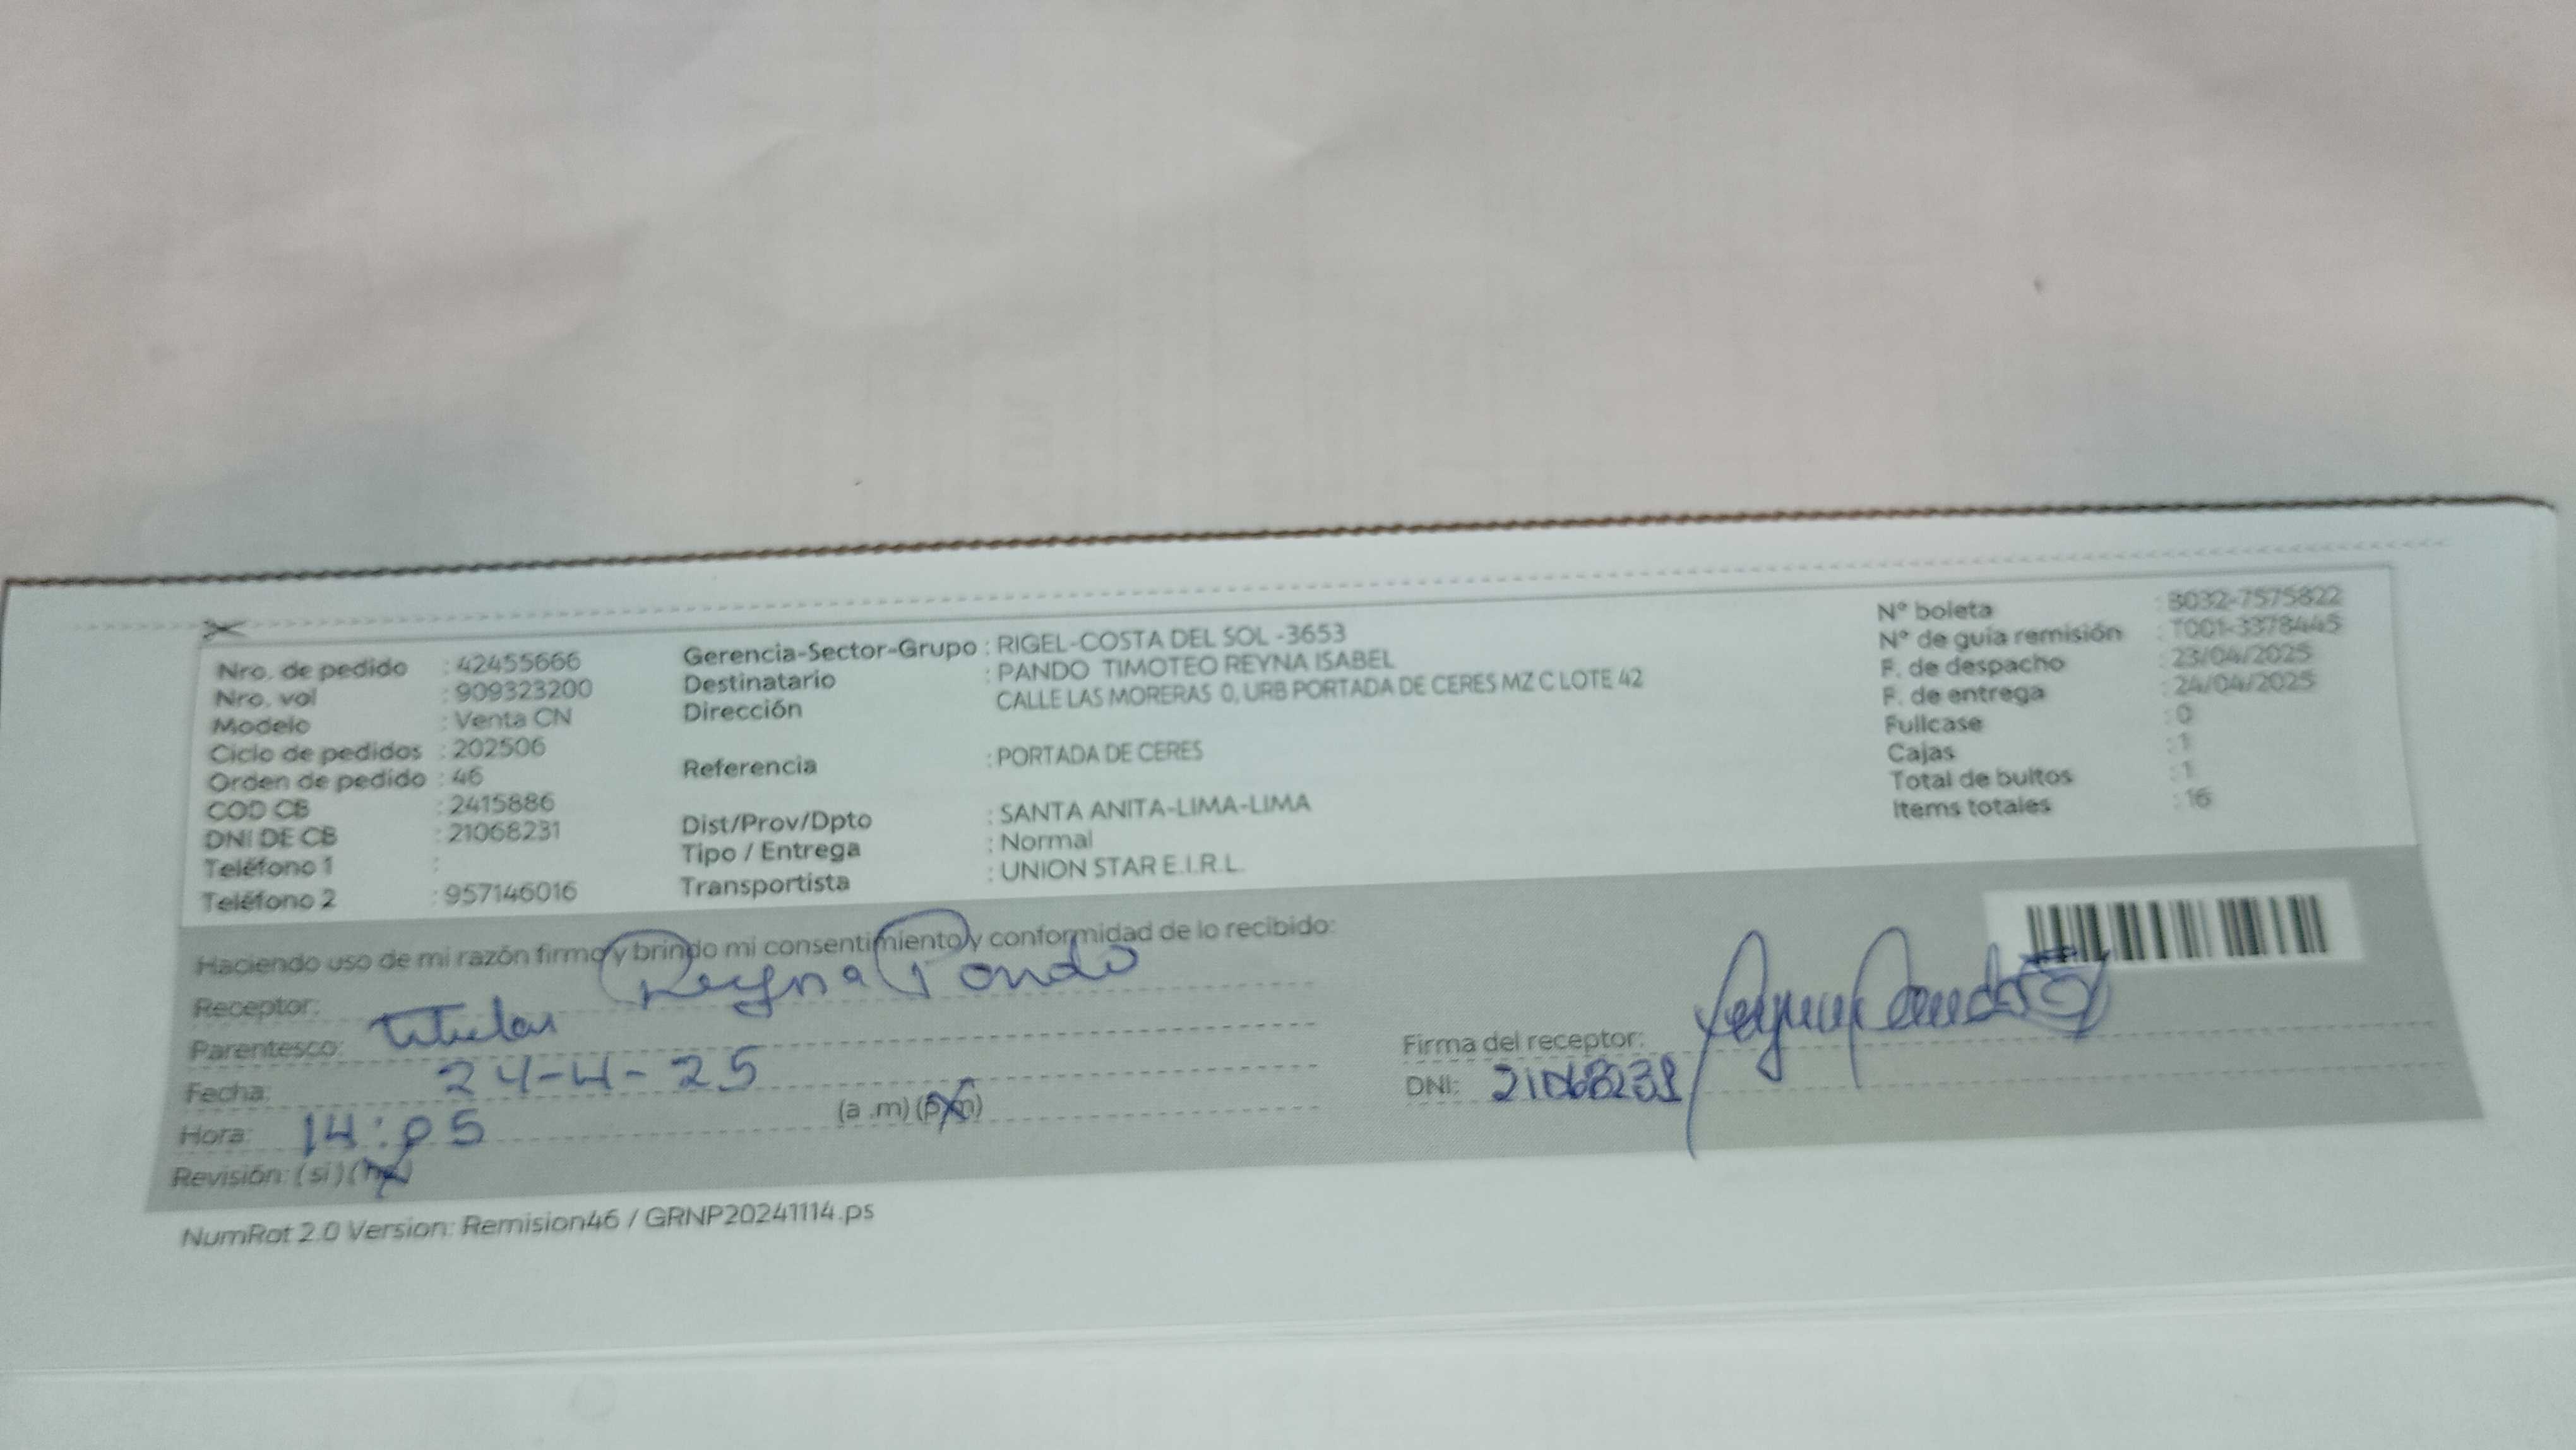 Nro. de pedido : 42455666
Nro. vol : 909323200
Modelo : Venta CN
Ciclo de pedidos : 202506
Orden de pedido : 46
COD CB : 2415886
DNI DE CB : 21068231
Teléfono 1 :
Teléfono 2 : 957146016
Gerencia-Sector-Grupo : RIGEL-COSTA DEL SOL -3653
Destinatario : PANDO TIMOTEO REYNA ISABEL
Dirección CALLE LAS MORERAS 0, URB PORTADA DE CERES MZ C LOTE 42
Referencia : PORTADA DE CERES
Dist/Prov/Dpto : SANTA ANITA-LIMA-LIMA
Tipo / Entrega : Normal
Transportista : UNION STAR E.I.R.L.
N° boleta : B032-7575822
N° de guía remisión : T001-3378445
F. de despacho : 23/04/2025
F. de entrega : 24/04/2025
Fullcase : 0
Cajas : 1
Total de bultos : 1
Items totales : 16
Haciendo uso de mi razón firmo y brindo mi consentimiento y conformidad de lo recibido:
Receptor: Reyna Pando
Parentesco: titular
Fecha: 24-4-25
Hora: 14:05 (a .m) (p.m)
Revisión: (si) (no)
Firma del receptor: Reyna Pando
DNI: 21068231
NumRot 2.0 Version: Remision46 / GRNP20241114.ps